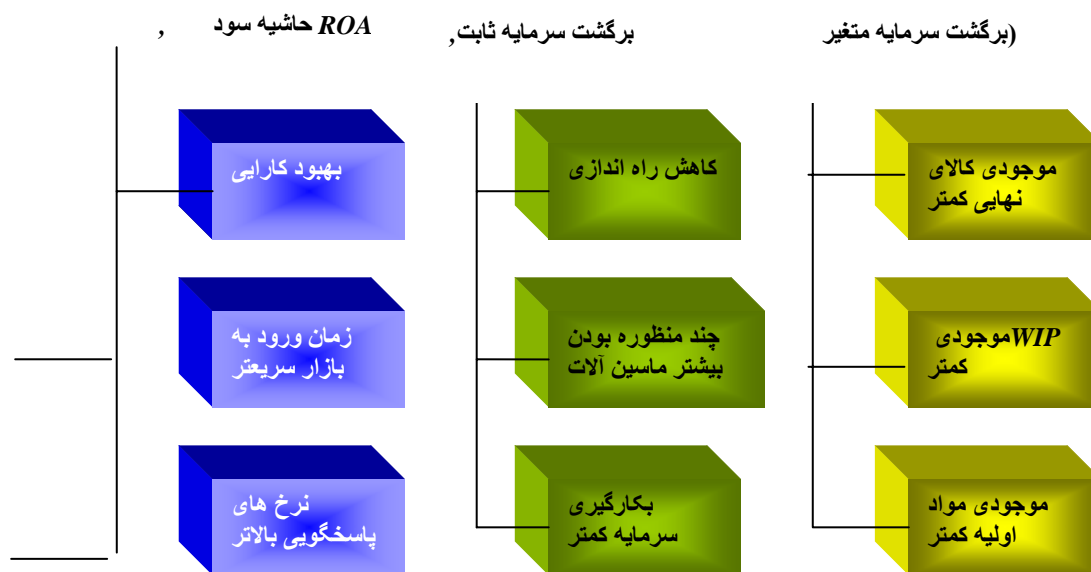 (برگشت سرمایه متغیر
موجودی کالای
نهایی کمتر
موجودی WIP
کمتر
موجودی مواد
اولیه کمتر
برگشت سرمایه ثابت,
کاهش راه اندازی
چند منظوره بودن
بیشتر ماسین آلات
بکارگیری
سرمایه کمتر
ROA حاشیه سود ,
بهبود کارایی
زمان ورود به
بازار سریعتر
نرخ های
پاسخگویی بالاتر